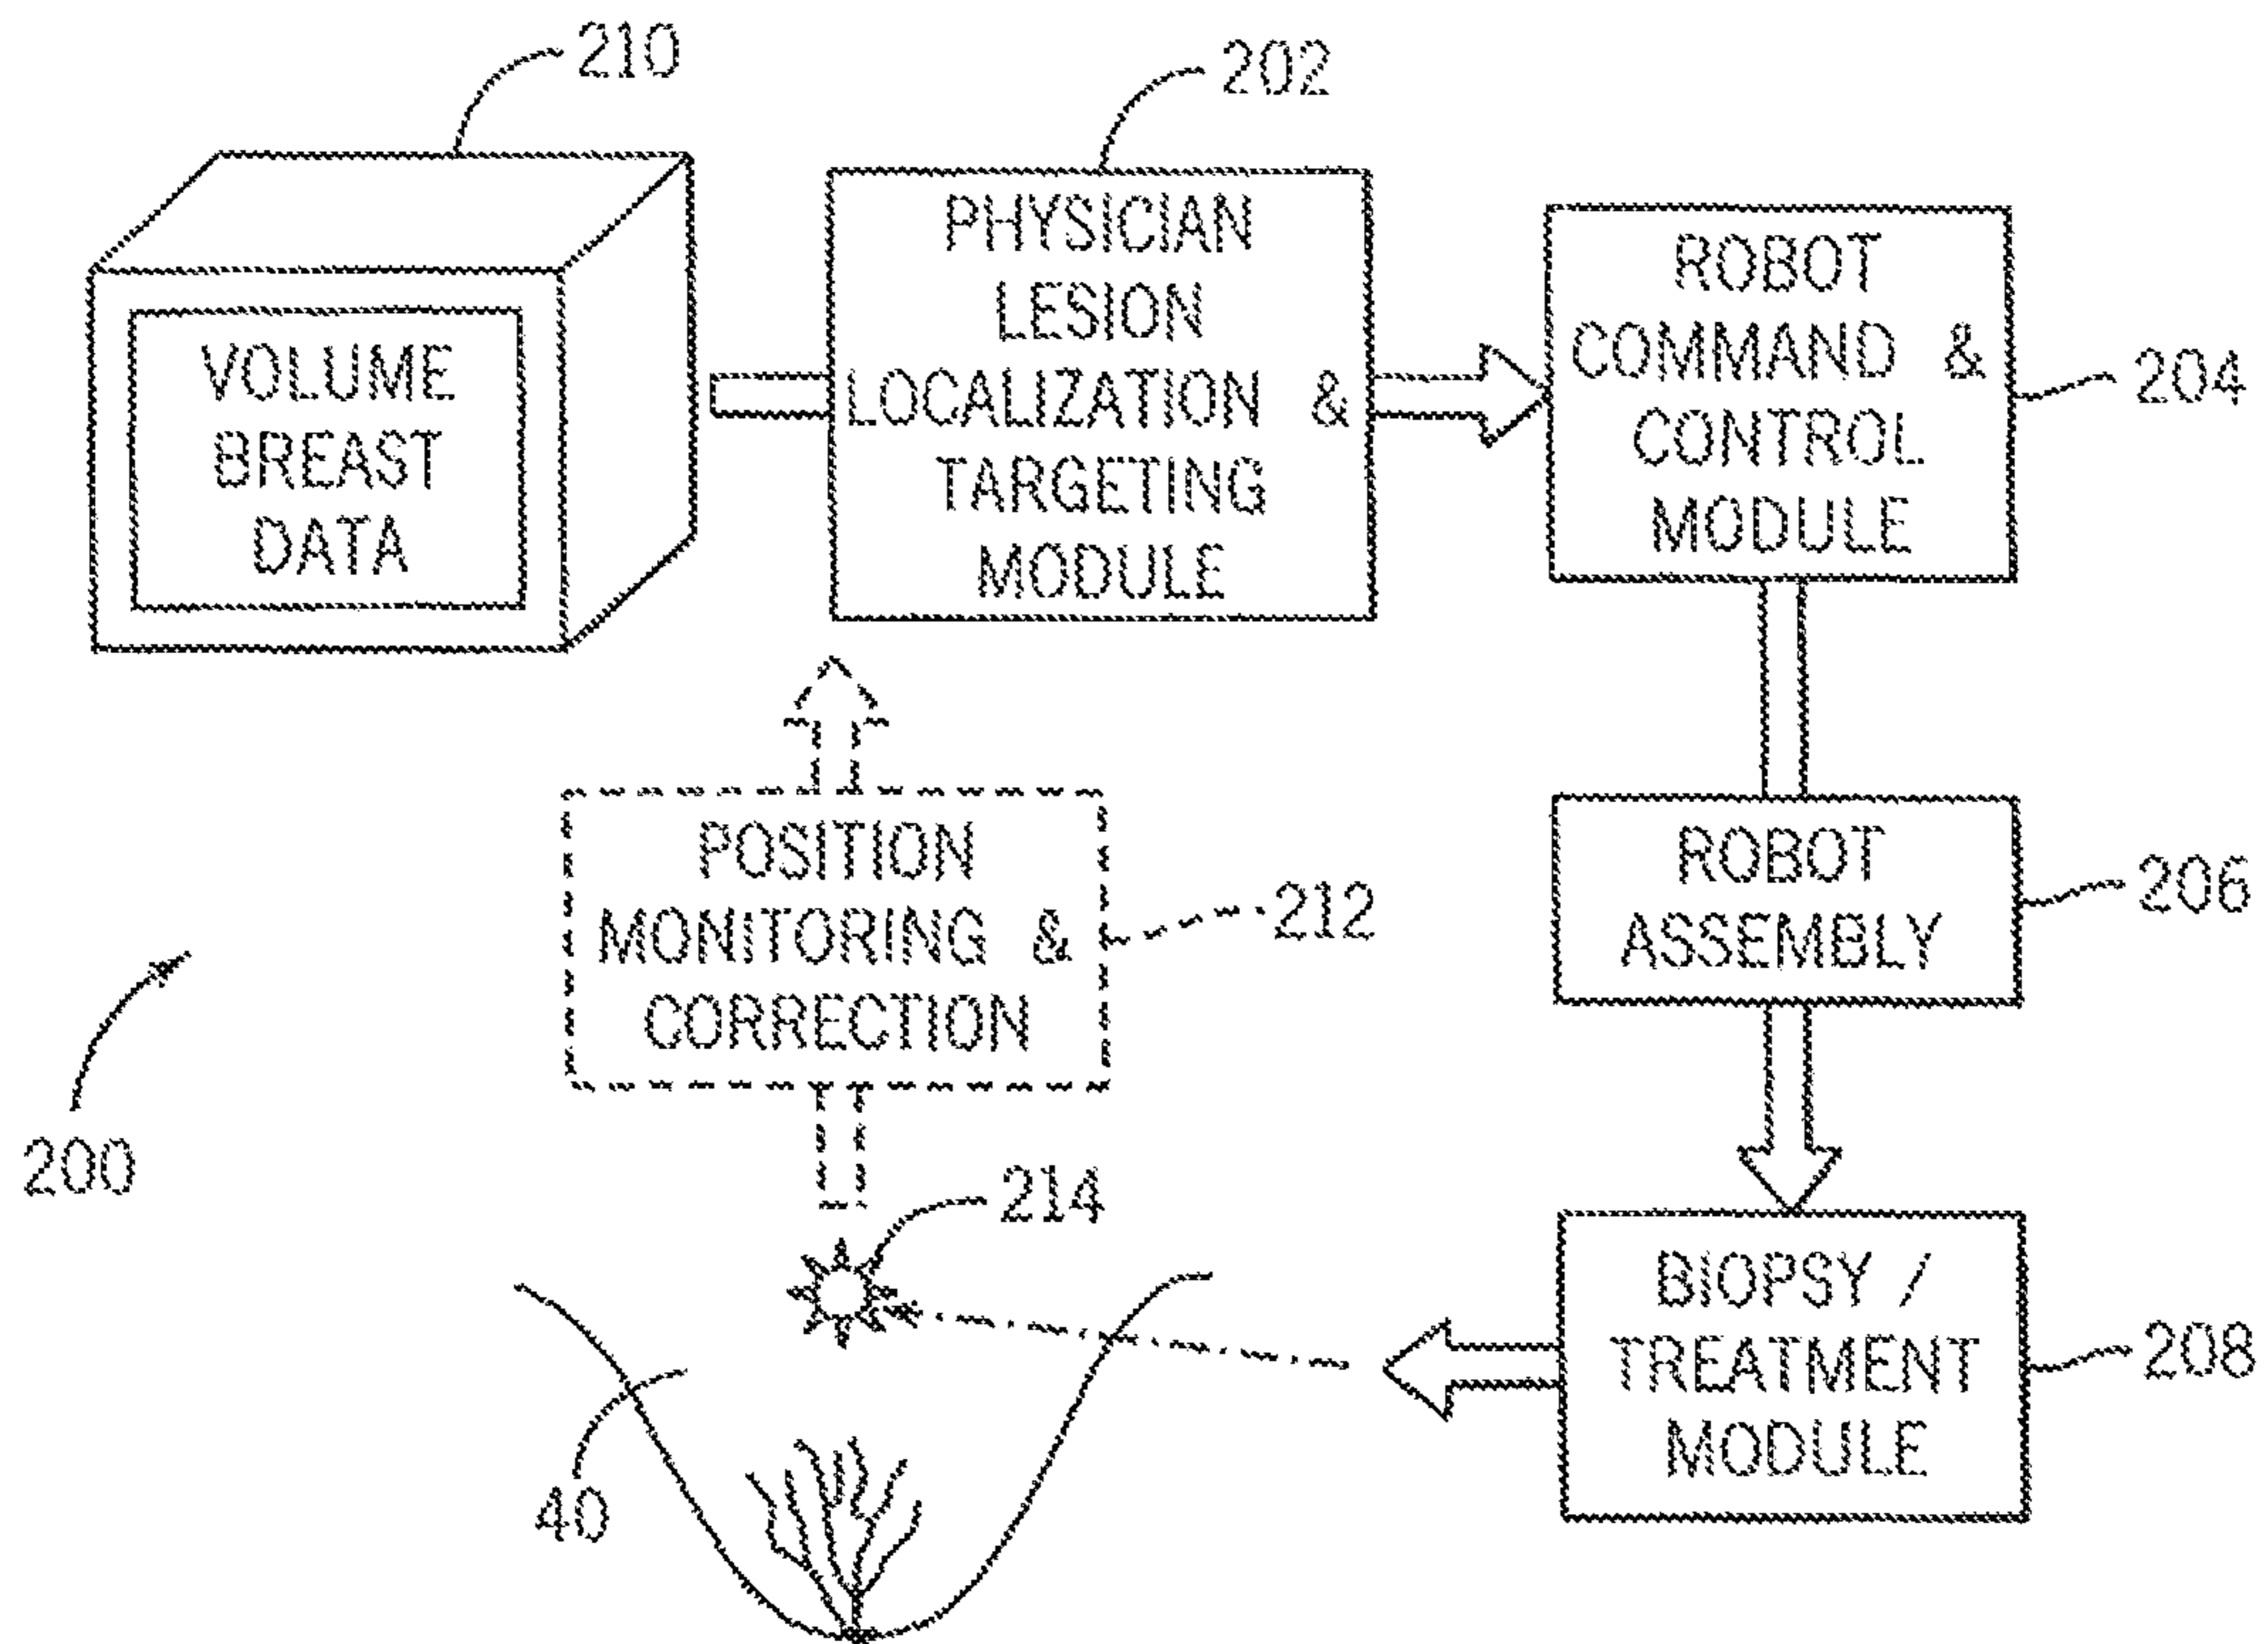 210
202
VOLUME
BREAST
DATA
PHYSICIAN
LESION
LOCALIZATION &
TARGETING
MODULE
ROBOT
COMMAND &
CONTROL
MODULE
204
POSITION
MONITORING &
CORRECTION
212
ROBOT
ASSEMBLY
206
200
214
40
BIOPSY /
TREATMENT
MODULE
208